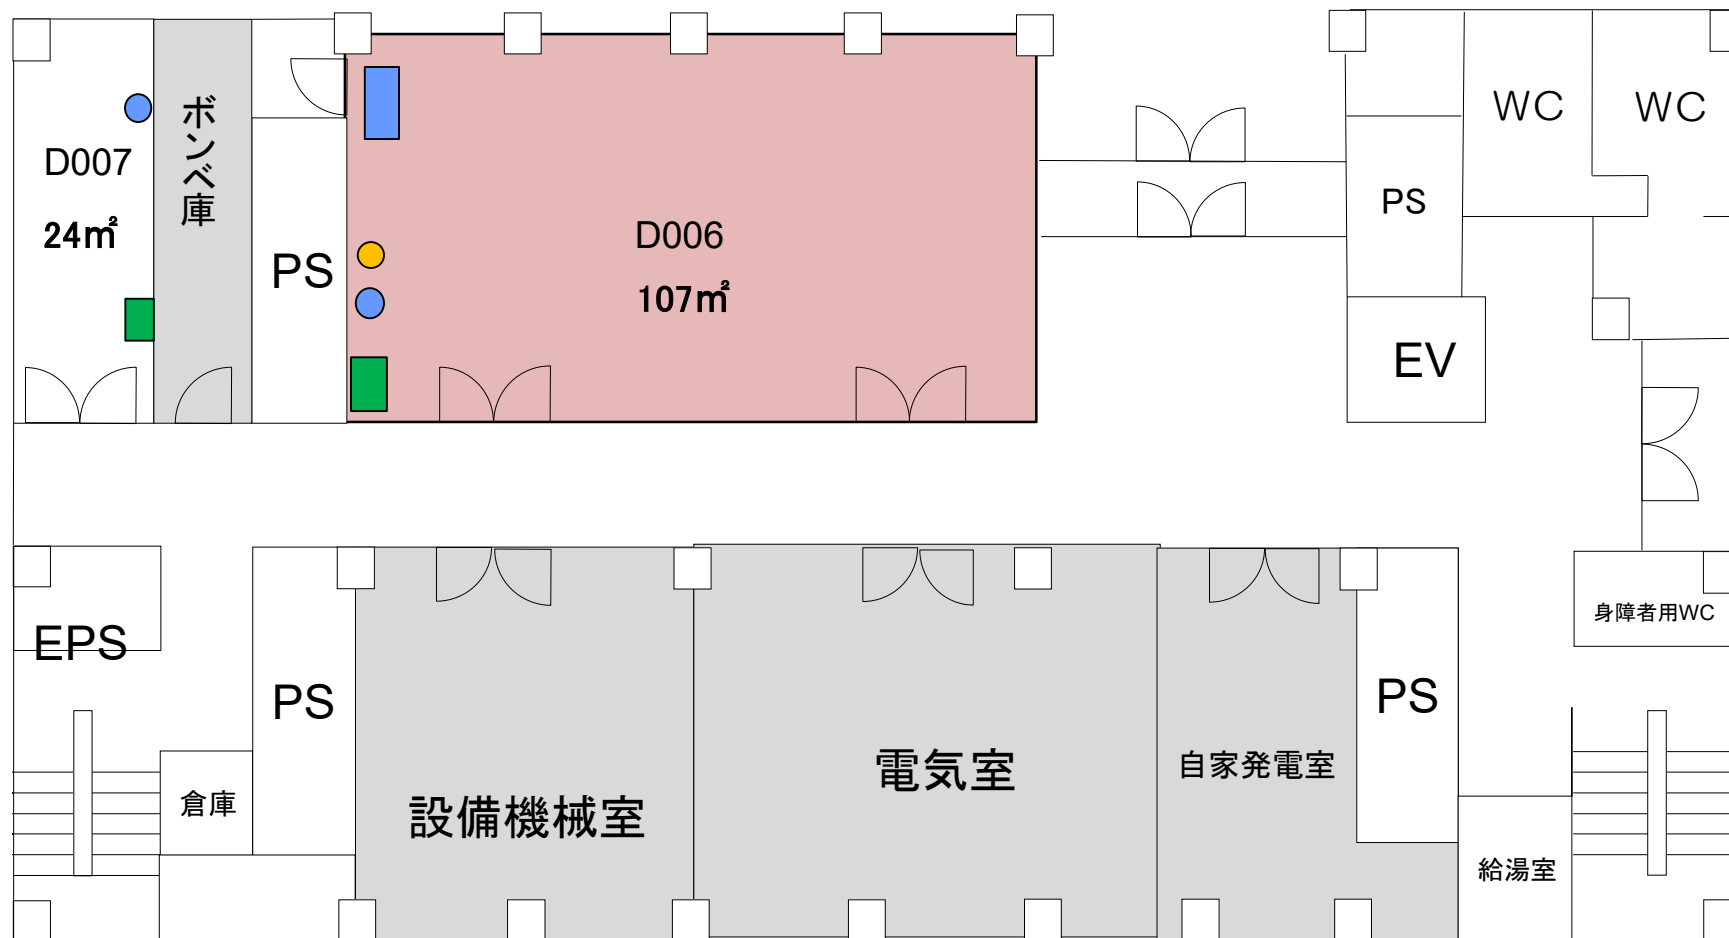 D007
24㎡
ボンベ庫
PS
D006
107㎡
WC
WC
PS
EV
EPS
PS
倉庫
設備機械室
電気室
自家発電室
PS
身障者用WC
給湯室